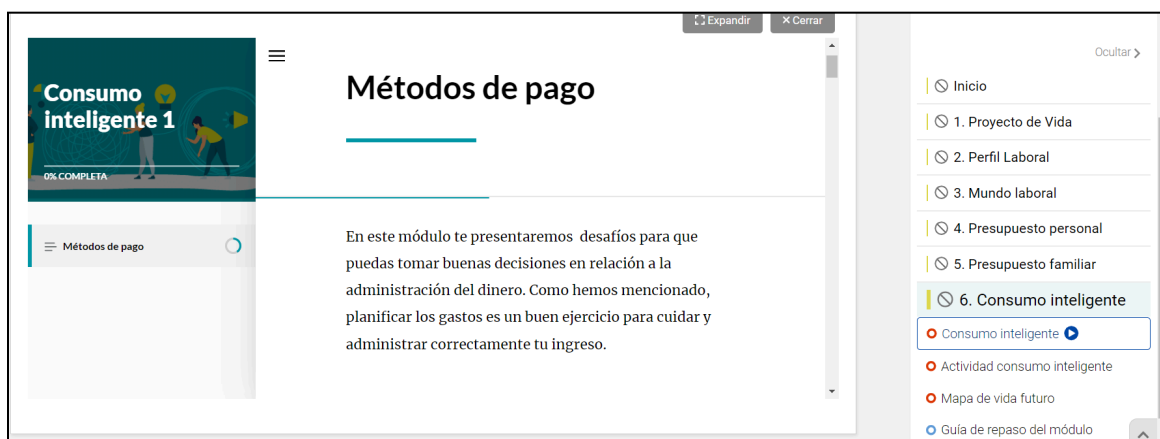 Expandir
Cerrar
Consumo
inteligente 1
0% COMPLETA
Métodos de pago
Métodos de pago
En este módulo te presentaremos desafíos para que
puedas tomar buenas decisiones en relación a la
administración del dinero. Como hemos mencionado,
planificar los gastos es un buen ejercicio para cuidar y
administrar correctamente tu ingreso.
Ocultar
Inicio
1. Proyecto de Vida
2. Perfil Laboral
3. Mundo laboral
4. Presupuesto personal
5. Presupuesto familiar
6. Consumo inteligente
Consumo inteligente
Actividad consumo inteligente
Mapa de vida futuro
Guía de repaso del módulo